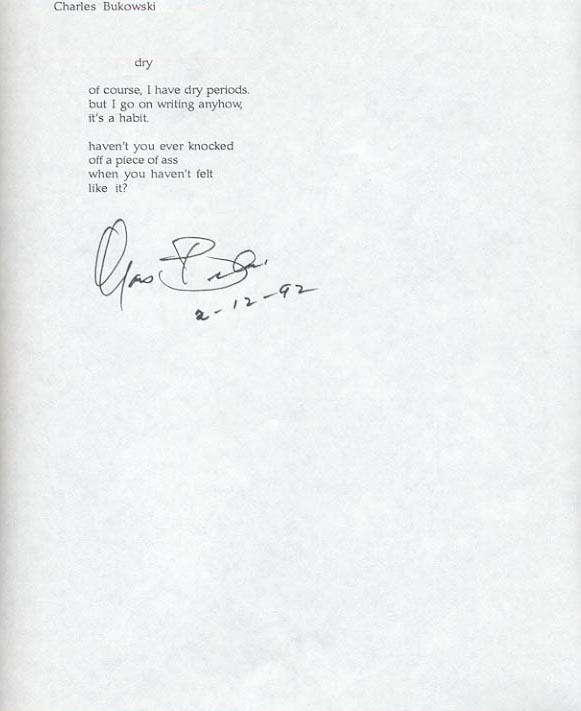 Charles Bukowski
dry
of course, I have dry periods.
but I go on writing anyhow,
it's a habit.
haven't you ever knocked
off a piece of ass
when you haven't felt
like it?
2-12-92